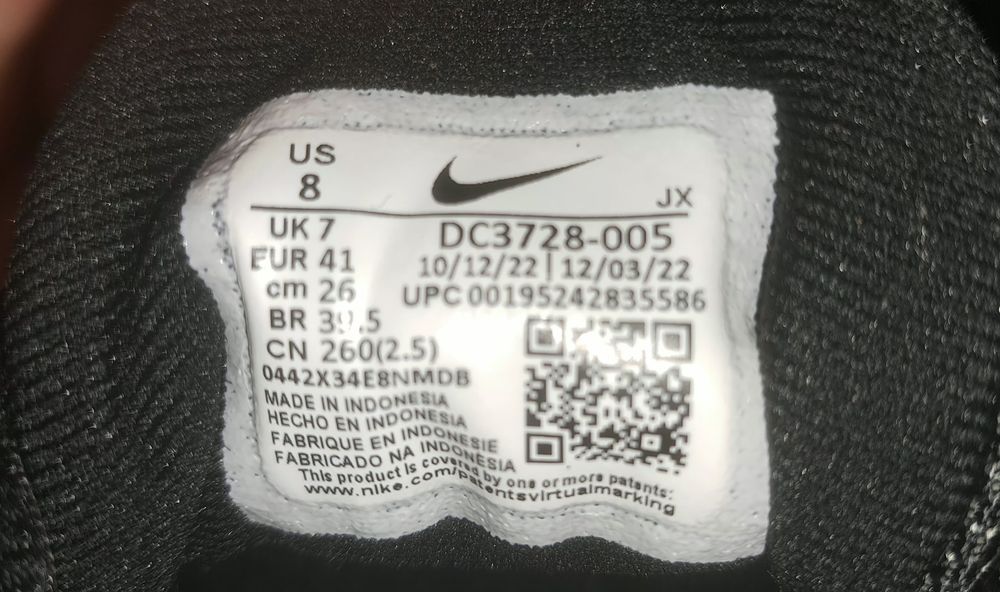 US
8
JX
UK 7
EUR 41
cm 26
BR 39.5
CN 260(2.5)
DC3728-005
10/12/22 | 12/03/22
UPC 00195242835586
0442X34E8NMDB
MADE IN INDONESIA
HECHO EN INDONESIA
FABRIQUE EN INDONESIE
FABRICADO NA INDONESIA
This product is covered by one or more patents:
www.nike.com/patentsvirtualmarking